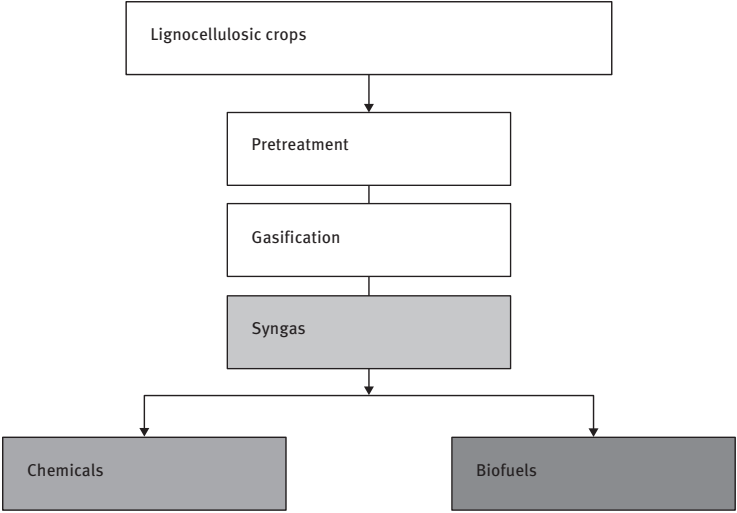 Lignocellulosic crops
Pretreatment
Gasification
Syngas
Chemicals
Biofuels